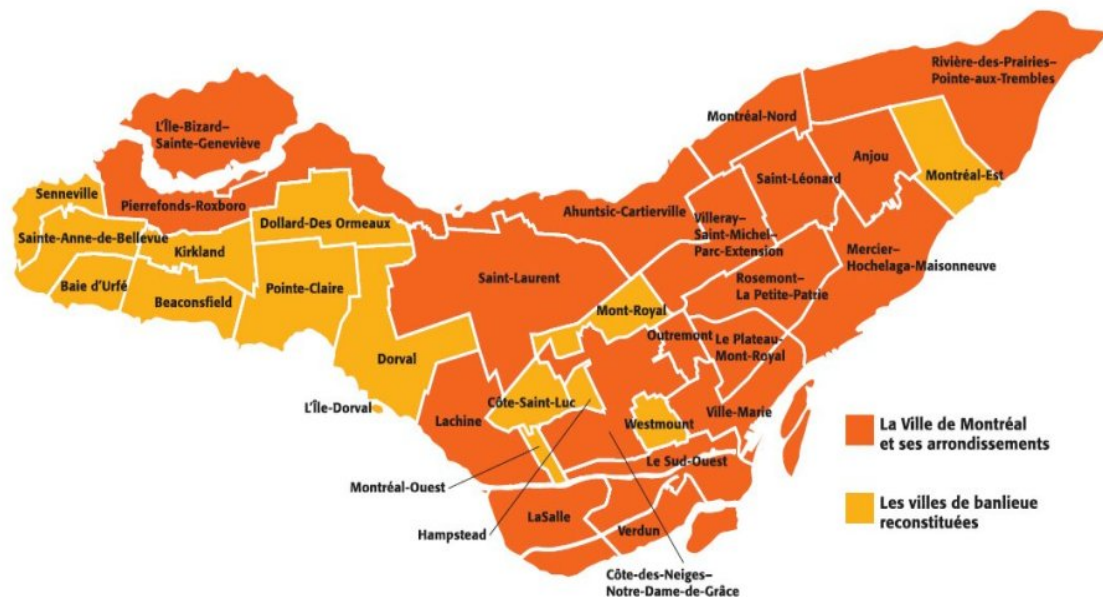 Rivière-des-Prairies–
Pointe-aux-Trembles
Montréal-Nord
L'Île-Bizard–
Sainte-Geneviève
Anjou
Saint-Léonard
Montréal-Est
Senneville
Pierrefonds-Roxboro
Ahuntsic-Cartierville
Villeray–
Saint-Michel–
Parc-Extension
Dollard-Des Ormeaux
Sainte-Anne-de-Bellevue
Kirkland
Mercier–
Hochelaga-Maisonneuve
Saint-Laurent
Rosemont–
La Petite-Patrie
Baie d'Urfé
Beaconsfield
Pointe-Claire
Mont-Royal
Outremont
Le Plateau-
Mont-Royal
Dorval
L'Île-Dorval
Lachine
Côte-Saint-Luc
Westmount
Ville-Marie
La Ville de Montréal
et ses arrondissements
Le Sud-Ouest
Montréal-Ouest
LaSalle
Les villes de banlieue
reconstituées
Hampstead
Verdun
Côte-des-Neiges–
Notre-Dame-de-Grâce